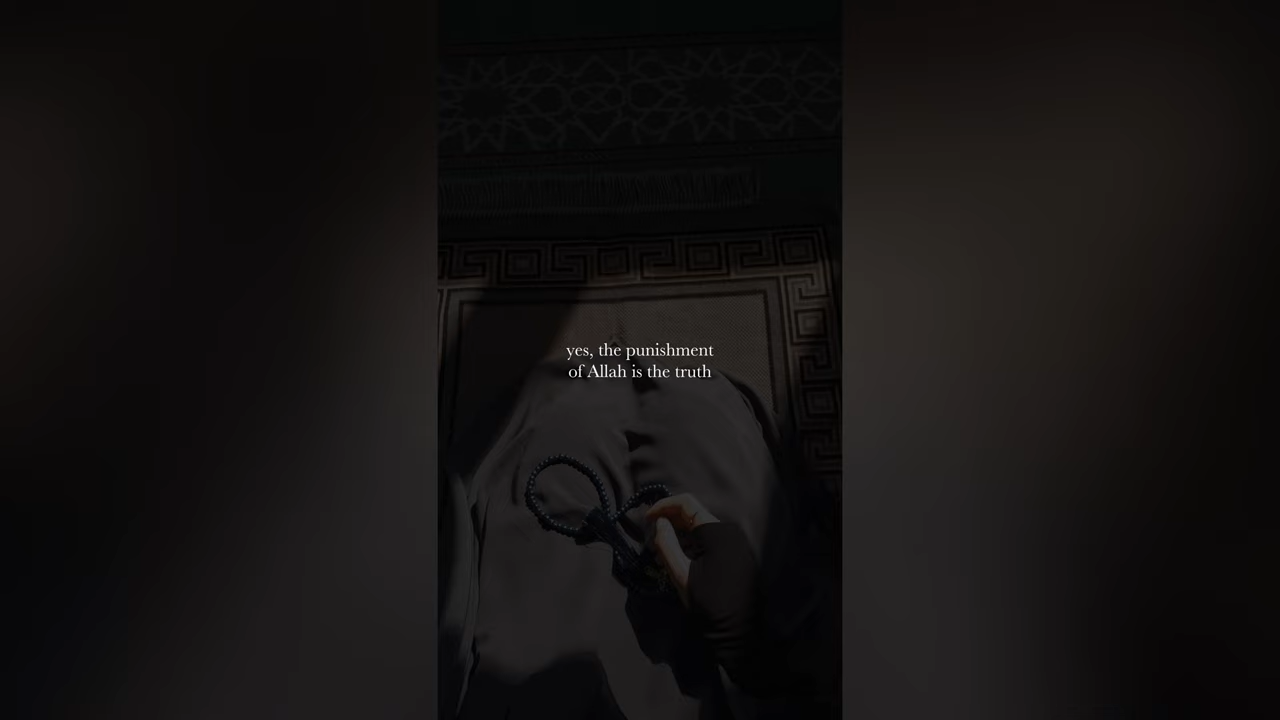 yes, the punishment
of Allah is the truth